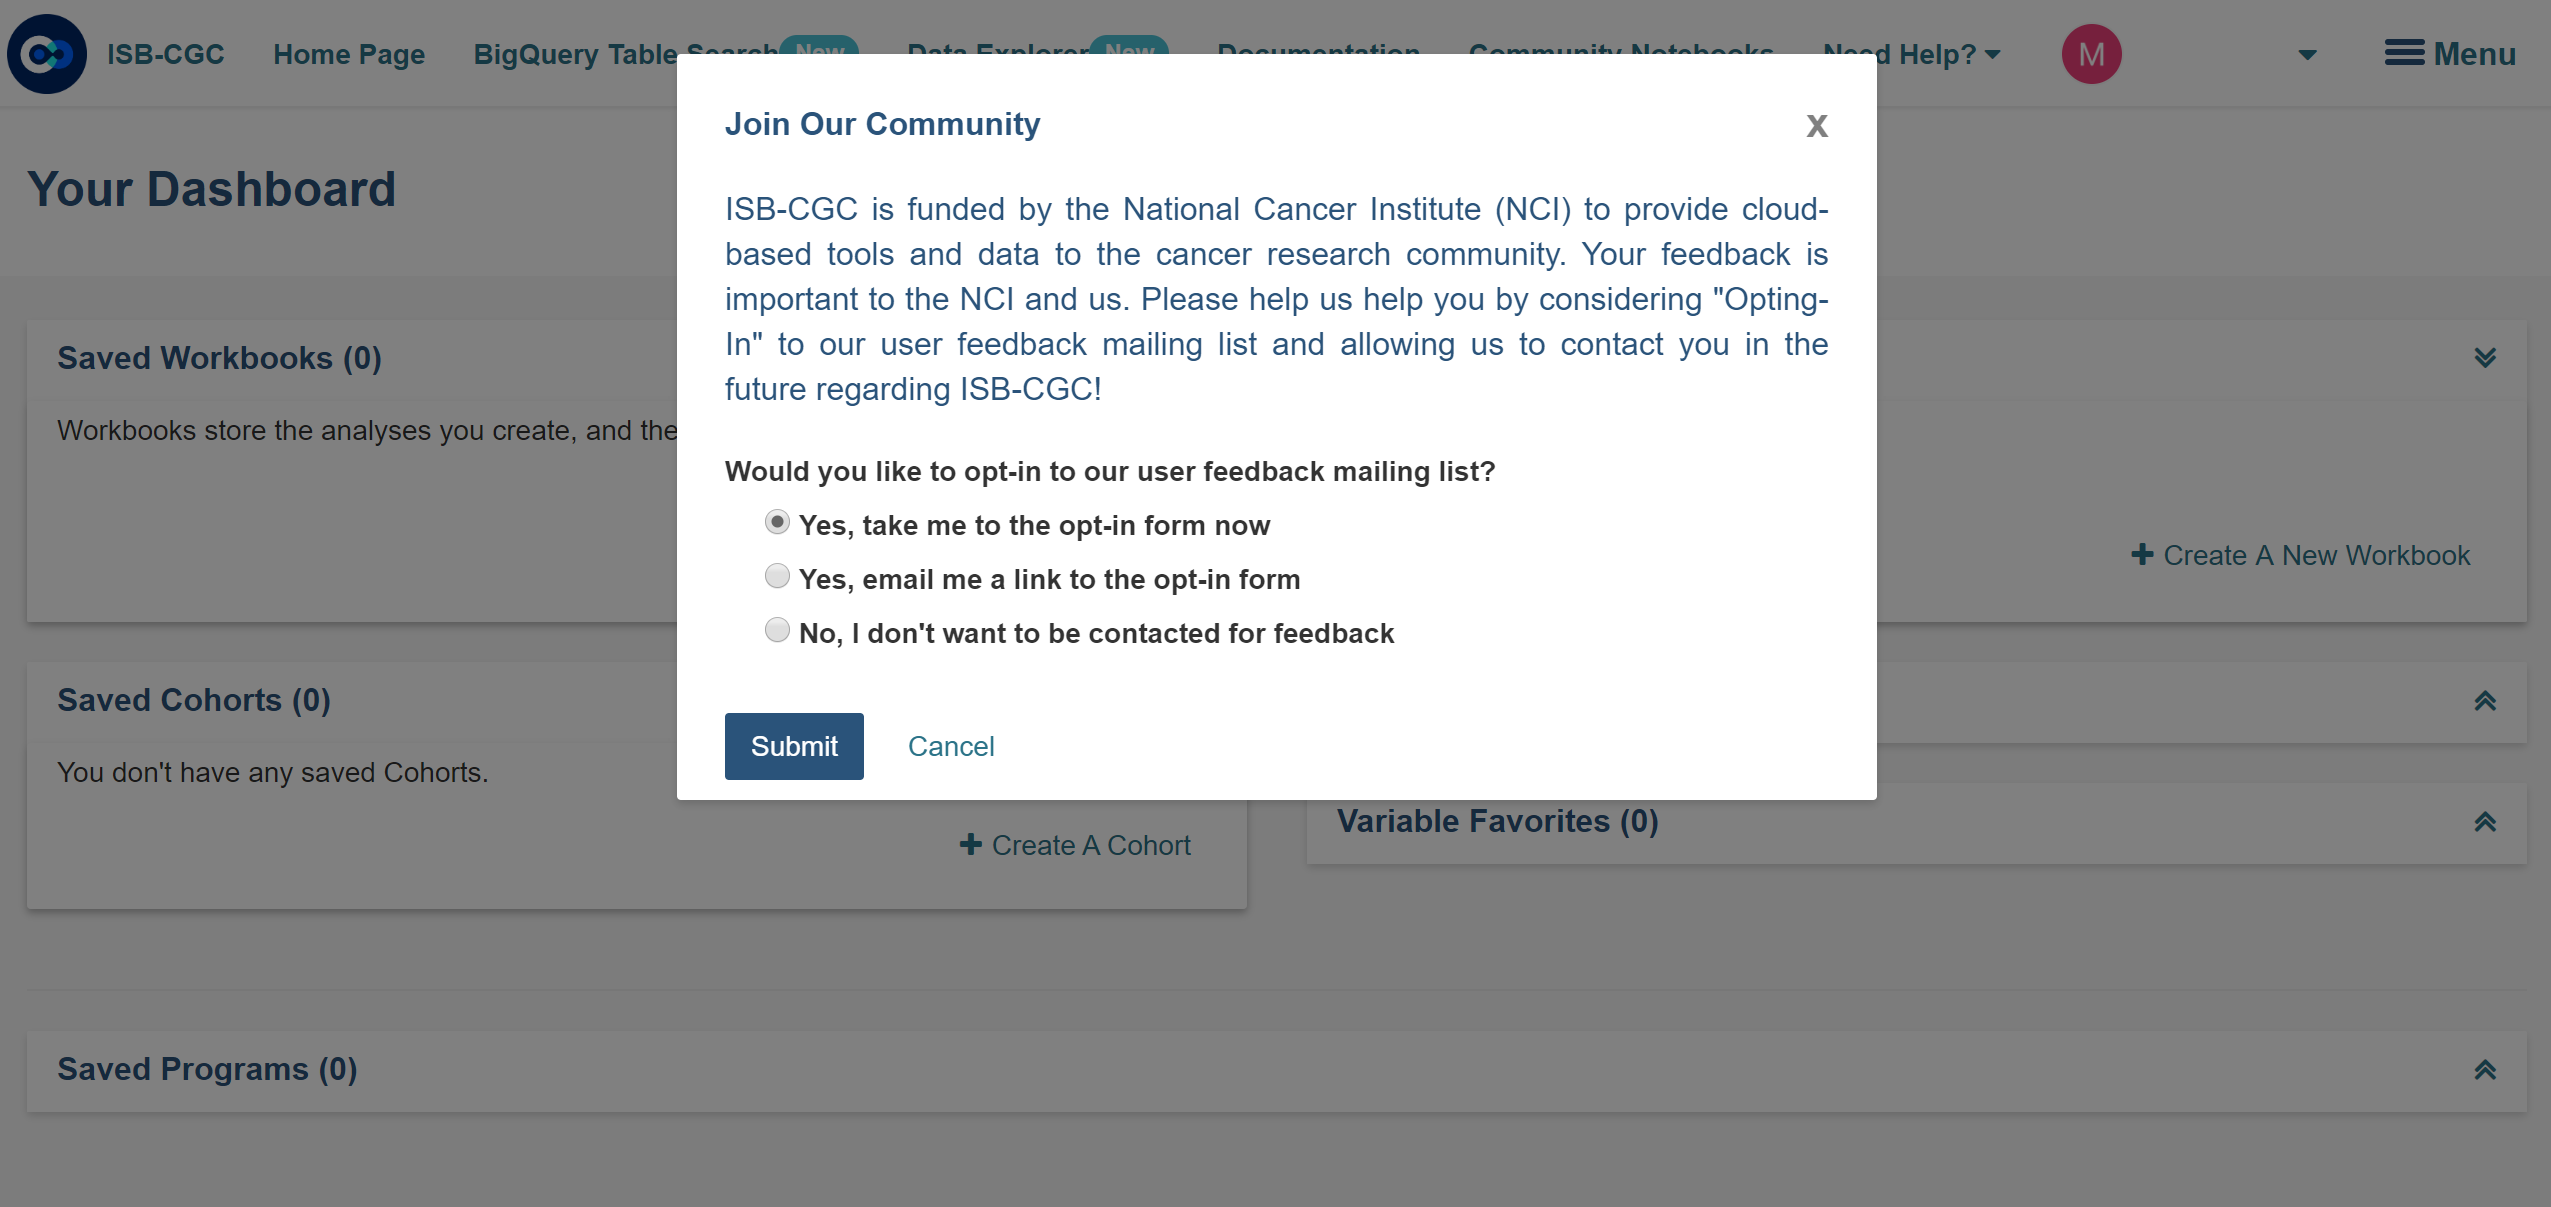 ISB-CGC Home Page BigQuery Table Search New Data Explorer New Documentation Community Notebooks Need Help? M Menu
Your Dashboard
Join Our Community
x
ISB-CGC is funded by the National Cancer Institute (NCI) to provide cloud-
based tools and data to the cancer research community. Your feedback is
important to the NCI and us. Please help us help you by considering "Opting-
In" to our user feedback mailing list and allowing us to contact you in the
future regarding ISB-CGC!
Would you like to opt-in to our user feedback mailing list?
Yes, take me to the opt-in form now
Yes, email me a link to the opt-in form
No, I don't want to be contacted for feedback
Submit Cancel
Saved Workbooks (0)
Workbooks store the analyses you create, and the
Create A New Workbook
Saved Cohorts (0)
You don't have any saved Cohorts.
Create A Cohort
Variable Favorites (0)
Saved Programs (0)